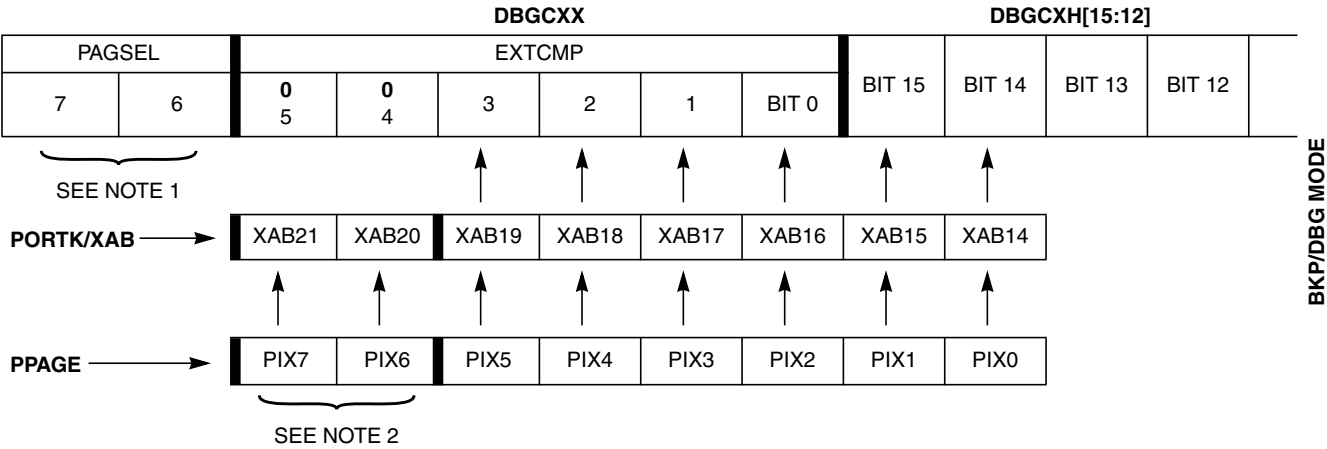 DBGCXX DBGCXH[15:12]
PAGSEL EXTCMP
7 6 0 5 0 4 3 2 1 BIT 0 BIT 15 BIT 14 BIT 13 BIT 12
SEE NOTE 1
PORTK/XAB XAB21 XAB20 XAB19 XAB18 XAB17 XAB16 XAB15 XAB14
PPAGE PIX7 PIX6 PIX5 PIX4 PIX3 PIX2 PIX1 PIX0
SEE NOTE 2
BKP/DBG MODE